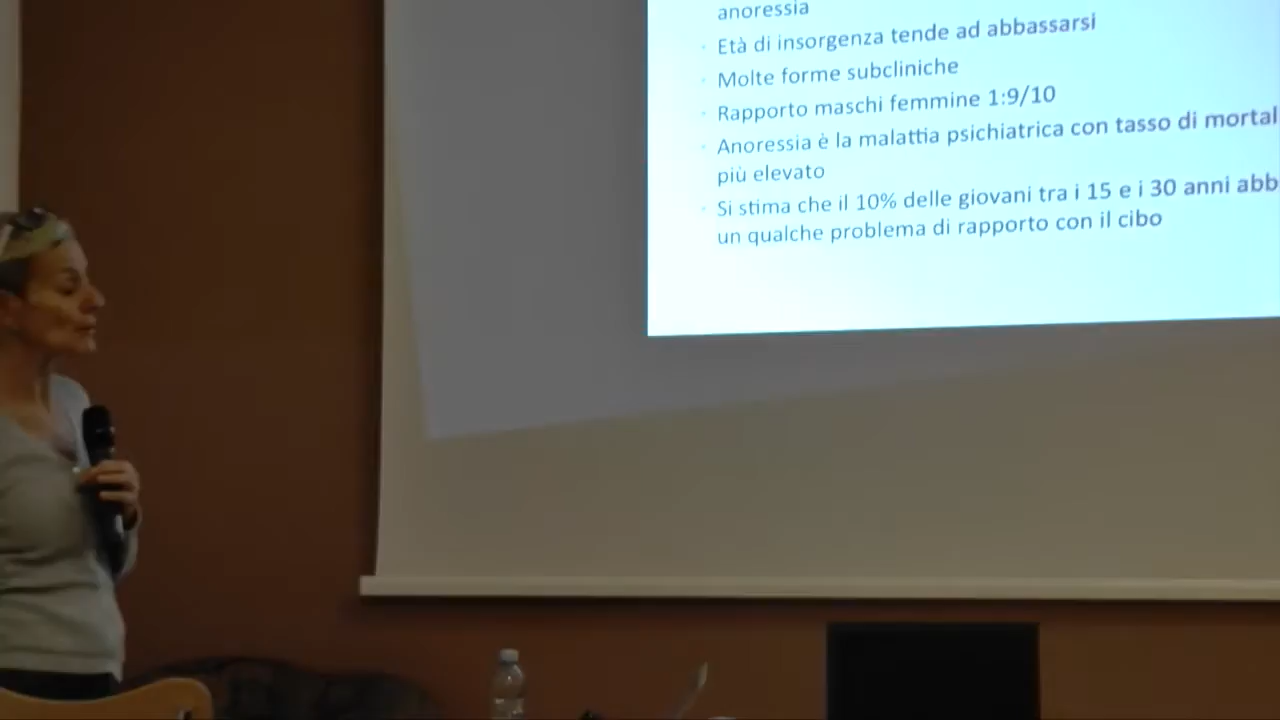 anoressia
Età di insorgenza tende ad abbassarsi
Molte forme subcliniche
Rapporto maschi femmine 1:9/10
Anoressia è la malattia psichiatrica con tasso di mortal
più elevato
Si stima che il 10% delle giovani tra i 15 e i 30 anni abb
un qualche problema di rapporto con il cibo